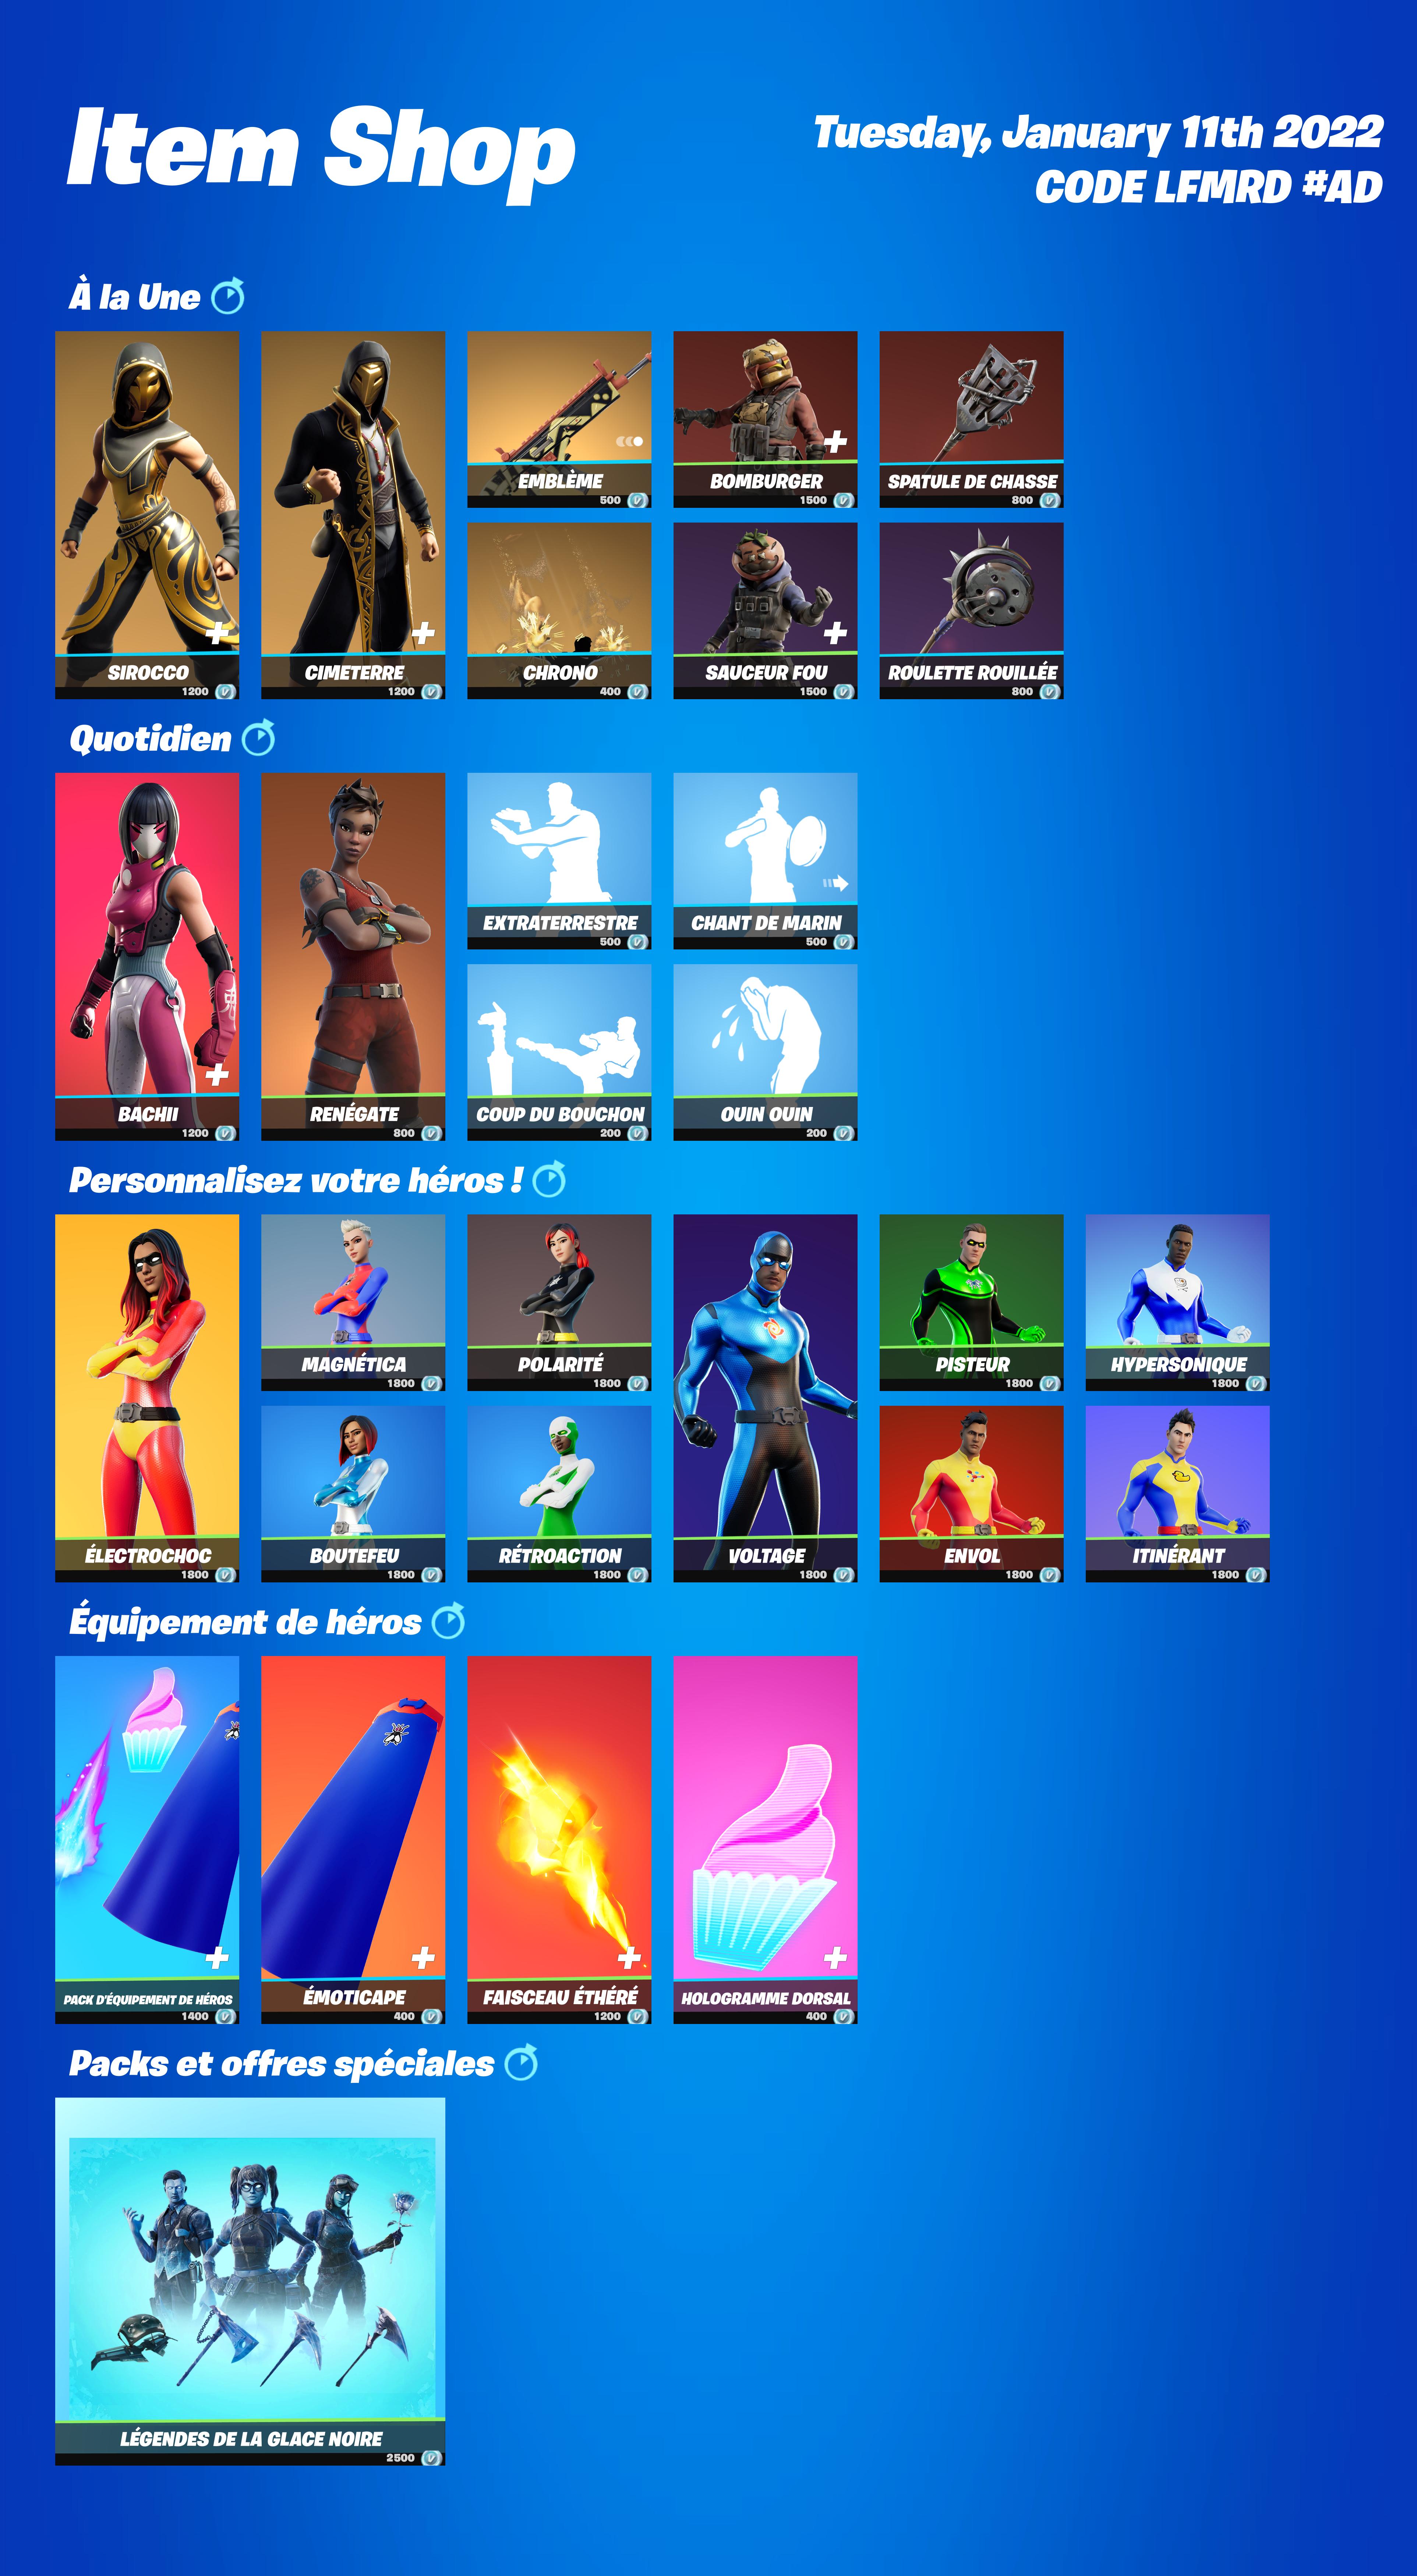 Item Shop
Tuesday, January 11th 2022
CODE LFMRD #AD
À la Une
SIROCCO
1200
CIMETERRE
1200
EMBLÈME
500
BOMBURGER
1500
SPATULE DE CHASSE
800
CHRONO
400
SAUCEUR FOU
1500
ROULETTE ROUILLÉE
800
Quotidien
BACHII
1200
RENÉGATE
800
EXTRATERRESTRE
500
CHANT DE MARIN
500
COUP DU BOUCHON
200
OUIN OUIN
200
Personnalisez votre héros !
ÉLECTROCHOC
1800
MAGNÉTICA
1800
POLARITÉ
1800
VOLTAGE
1800
PISTEUR
1800
HYPERSONIQUE
1800
BOUTEFEU
1800
RÉTROACTION
1800
ENVOL
1800
ITINÉRANT
1800
Équipement de héros
PACK D'ÉQUIPEMENT DE HÉROS
1400
ÉMOTICAPE
400
FAISCEAU ÉTHÉRÉ
1200
HOLOGRAMME DORSAL
400
Packs et offres spéciales
LÉGENDES DE LA GLACE NOIRE
2500